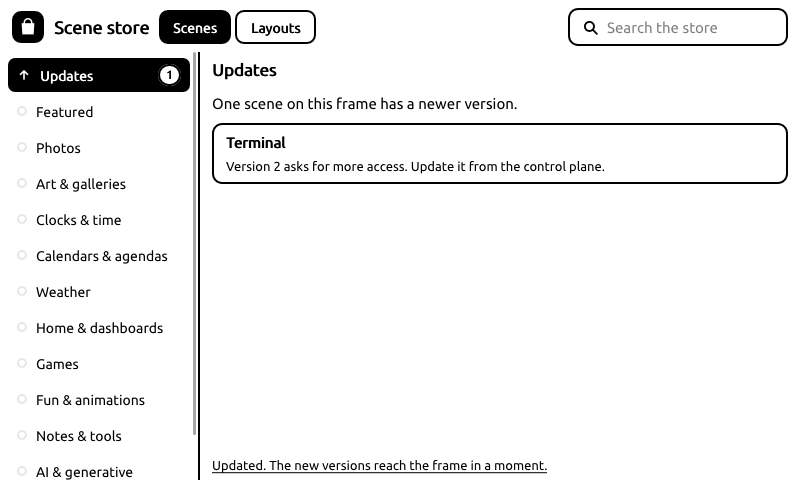 Scene store
Scenes
Layouts
Search the store
Updates
1
Featured
Photos
Art & galleries
Clocks & time
Calendars & agendas
Weather
Home & dashboards
Games
Fun & animations
Notes & tools
AI & generative
Updates
One scene on this frame has a newer version.
Terminal
Version 2 asks for more access. Update it from the control plane.
Updated. The new versions reach the frame in a moment.